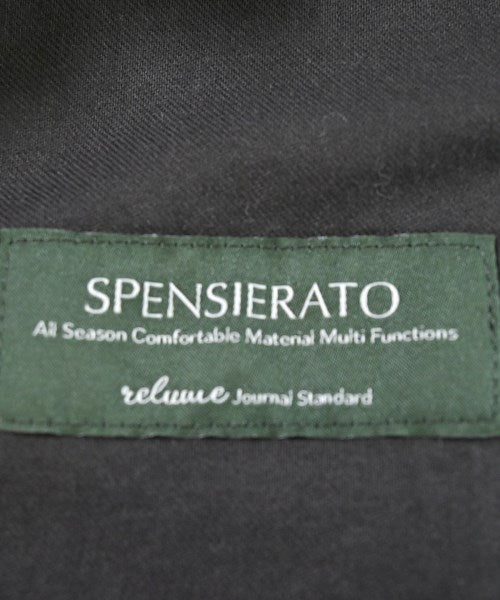 SPENSIERATO
All Season Comfortable Material Multi Functions
relume Journal Standard